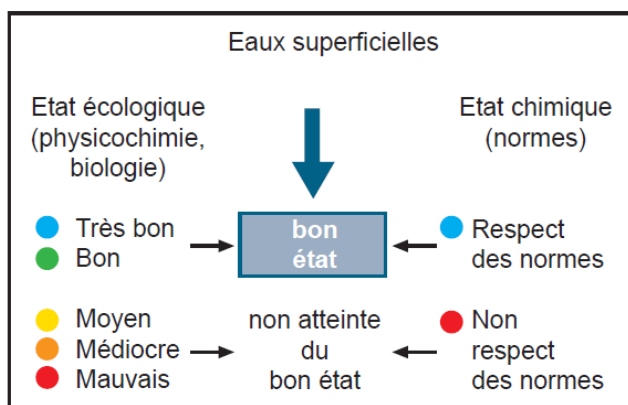 Eaux superficielles
Etat écologique
(physicochimie,
biologie)
Etat chimique
(normes)
Très bon
Bon
bon
état
Respect
des normes
Moyen
Médiocre
Mauvais
non atteinte
du
bon état
Non
respect
des normes